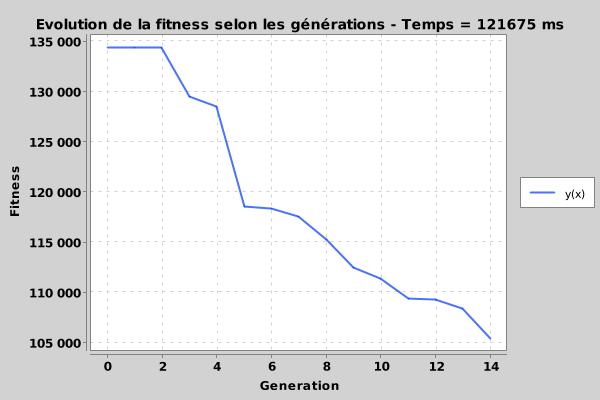 Evolution de la fitness selon les générations - Temps = 121675 ms
135 000
130 000
125 000
120 000
115 000
110 000
105 000
Fitness
0 2 4 6 8 10 12 14
Generation
y(x)